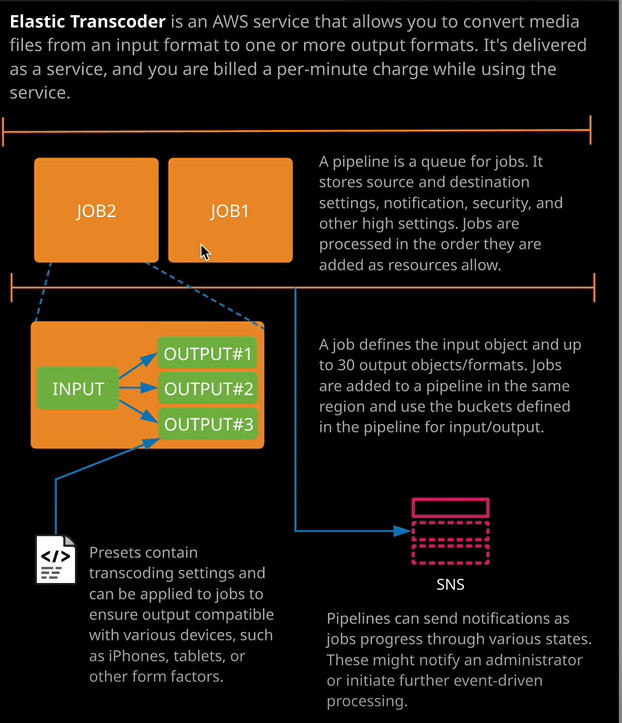 Elastic Transcoder is an AWS service that allows you to convert media
files from an input format to one or more output formats. It's delivered
as a service, and you are billed a per-minute charge while using the
service.
JOB2
JOB1
A pipeline is a queue for jobs. It
stores source and destination
settings, notification, security, and
other high settings. Jobs are
processed in the order they are
added as resources allow.
INPUT
OUTPUT#1
OUTPUT#2
OUTPUT#3
A job defines the input object and up
to 30 output objects/formats. Jobs
are added to a pipeline in the same
region and use the buckets defined
in the pipeline for input/output.
</>
Presets contain
transcoding settings and
can be applied to jobs to
ensure output compatible
with various devices, such
as iPhones, tablets, or
other form factors.
SNS
Pipelines can send notifications as
jobs progress through various states.
These might notify an administrator
or initiate further event-driven
processing.